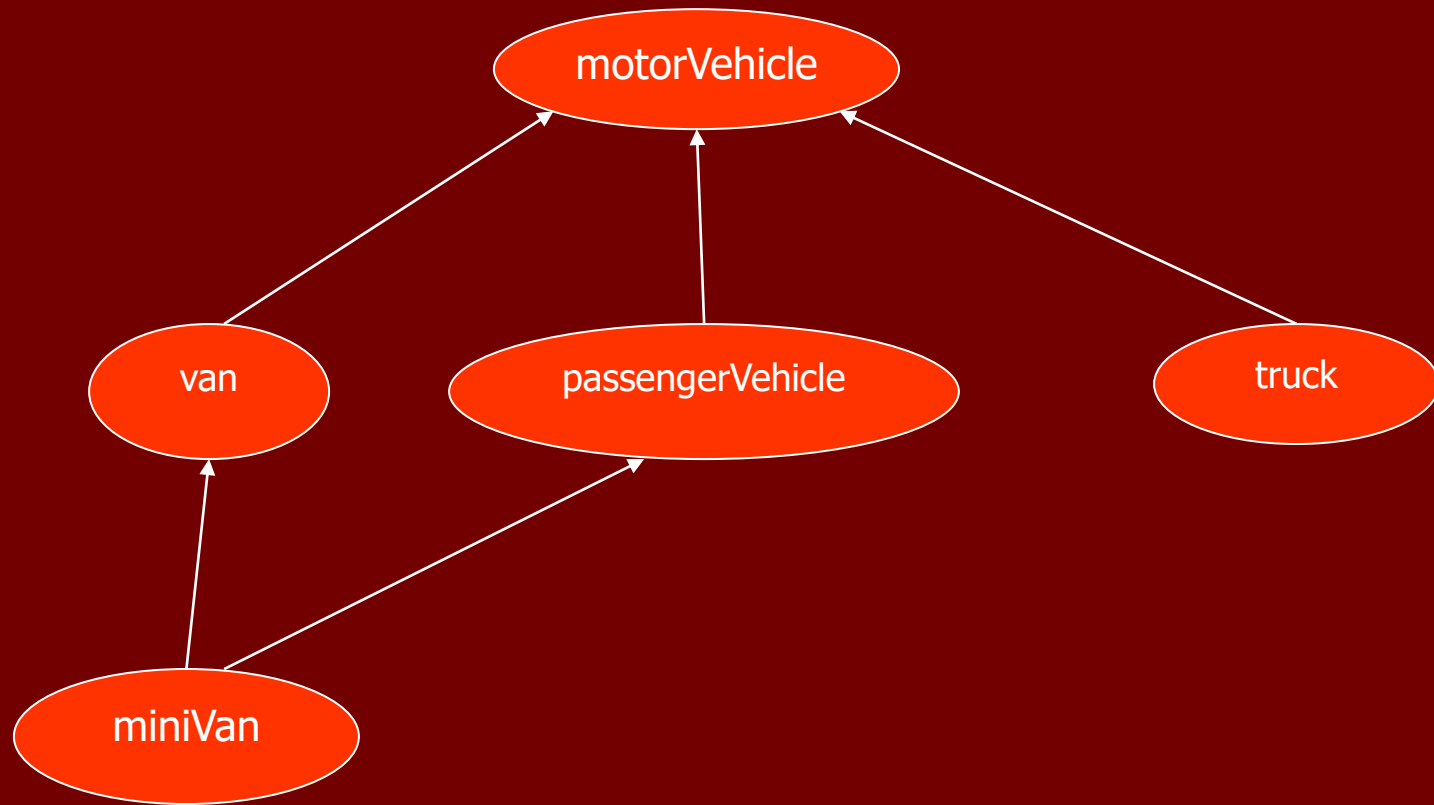 motorVehicle
van
passengerVehicle
truck
miniVan